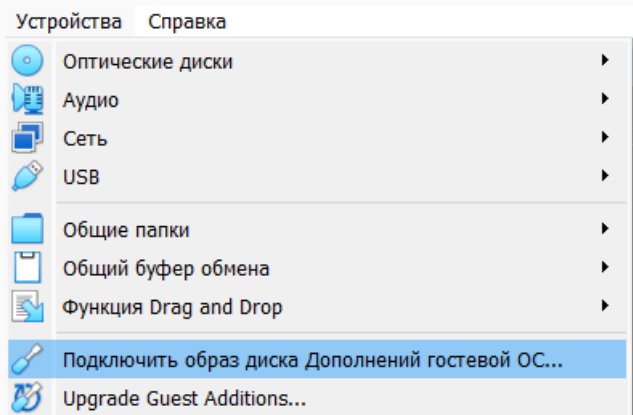 Устройства Справка
Оптические диски
Аудио
Сеть
USB
Общие папки
Общий буфер обмена
Функция Drag and Drop
Подключить образ диска Дополнений гостевой ОС...
Upgrade Guest Additions...